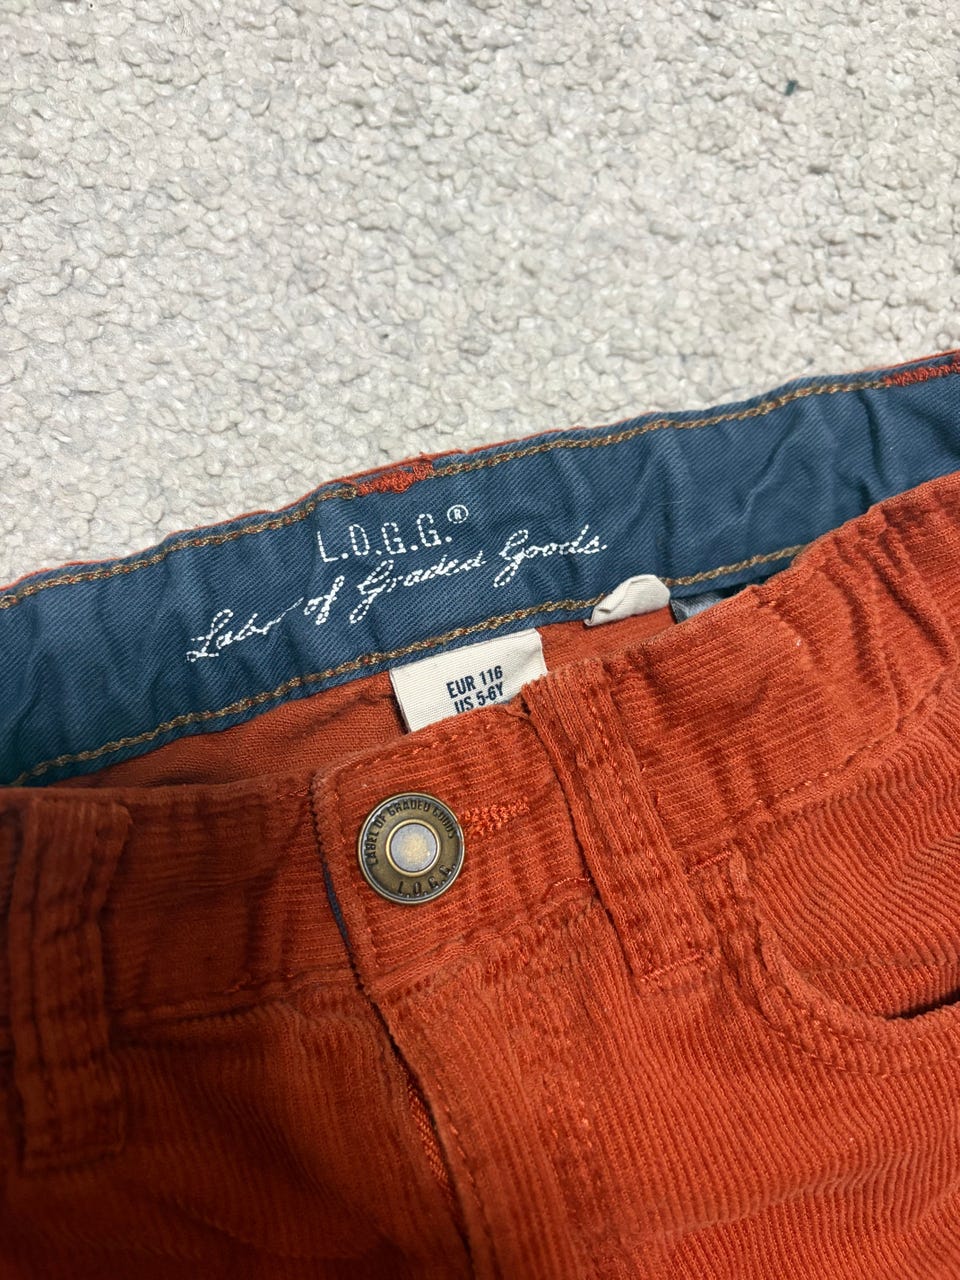 L.O.G.G.®
Label of Graded Goods
EUR 116
US 5-6Y
LABEL OF GRADED GOODS
L.O.G.G.